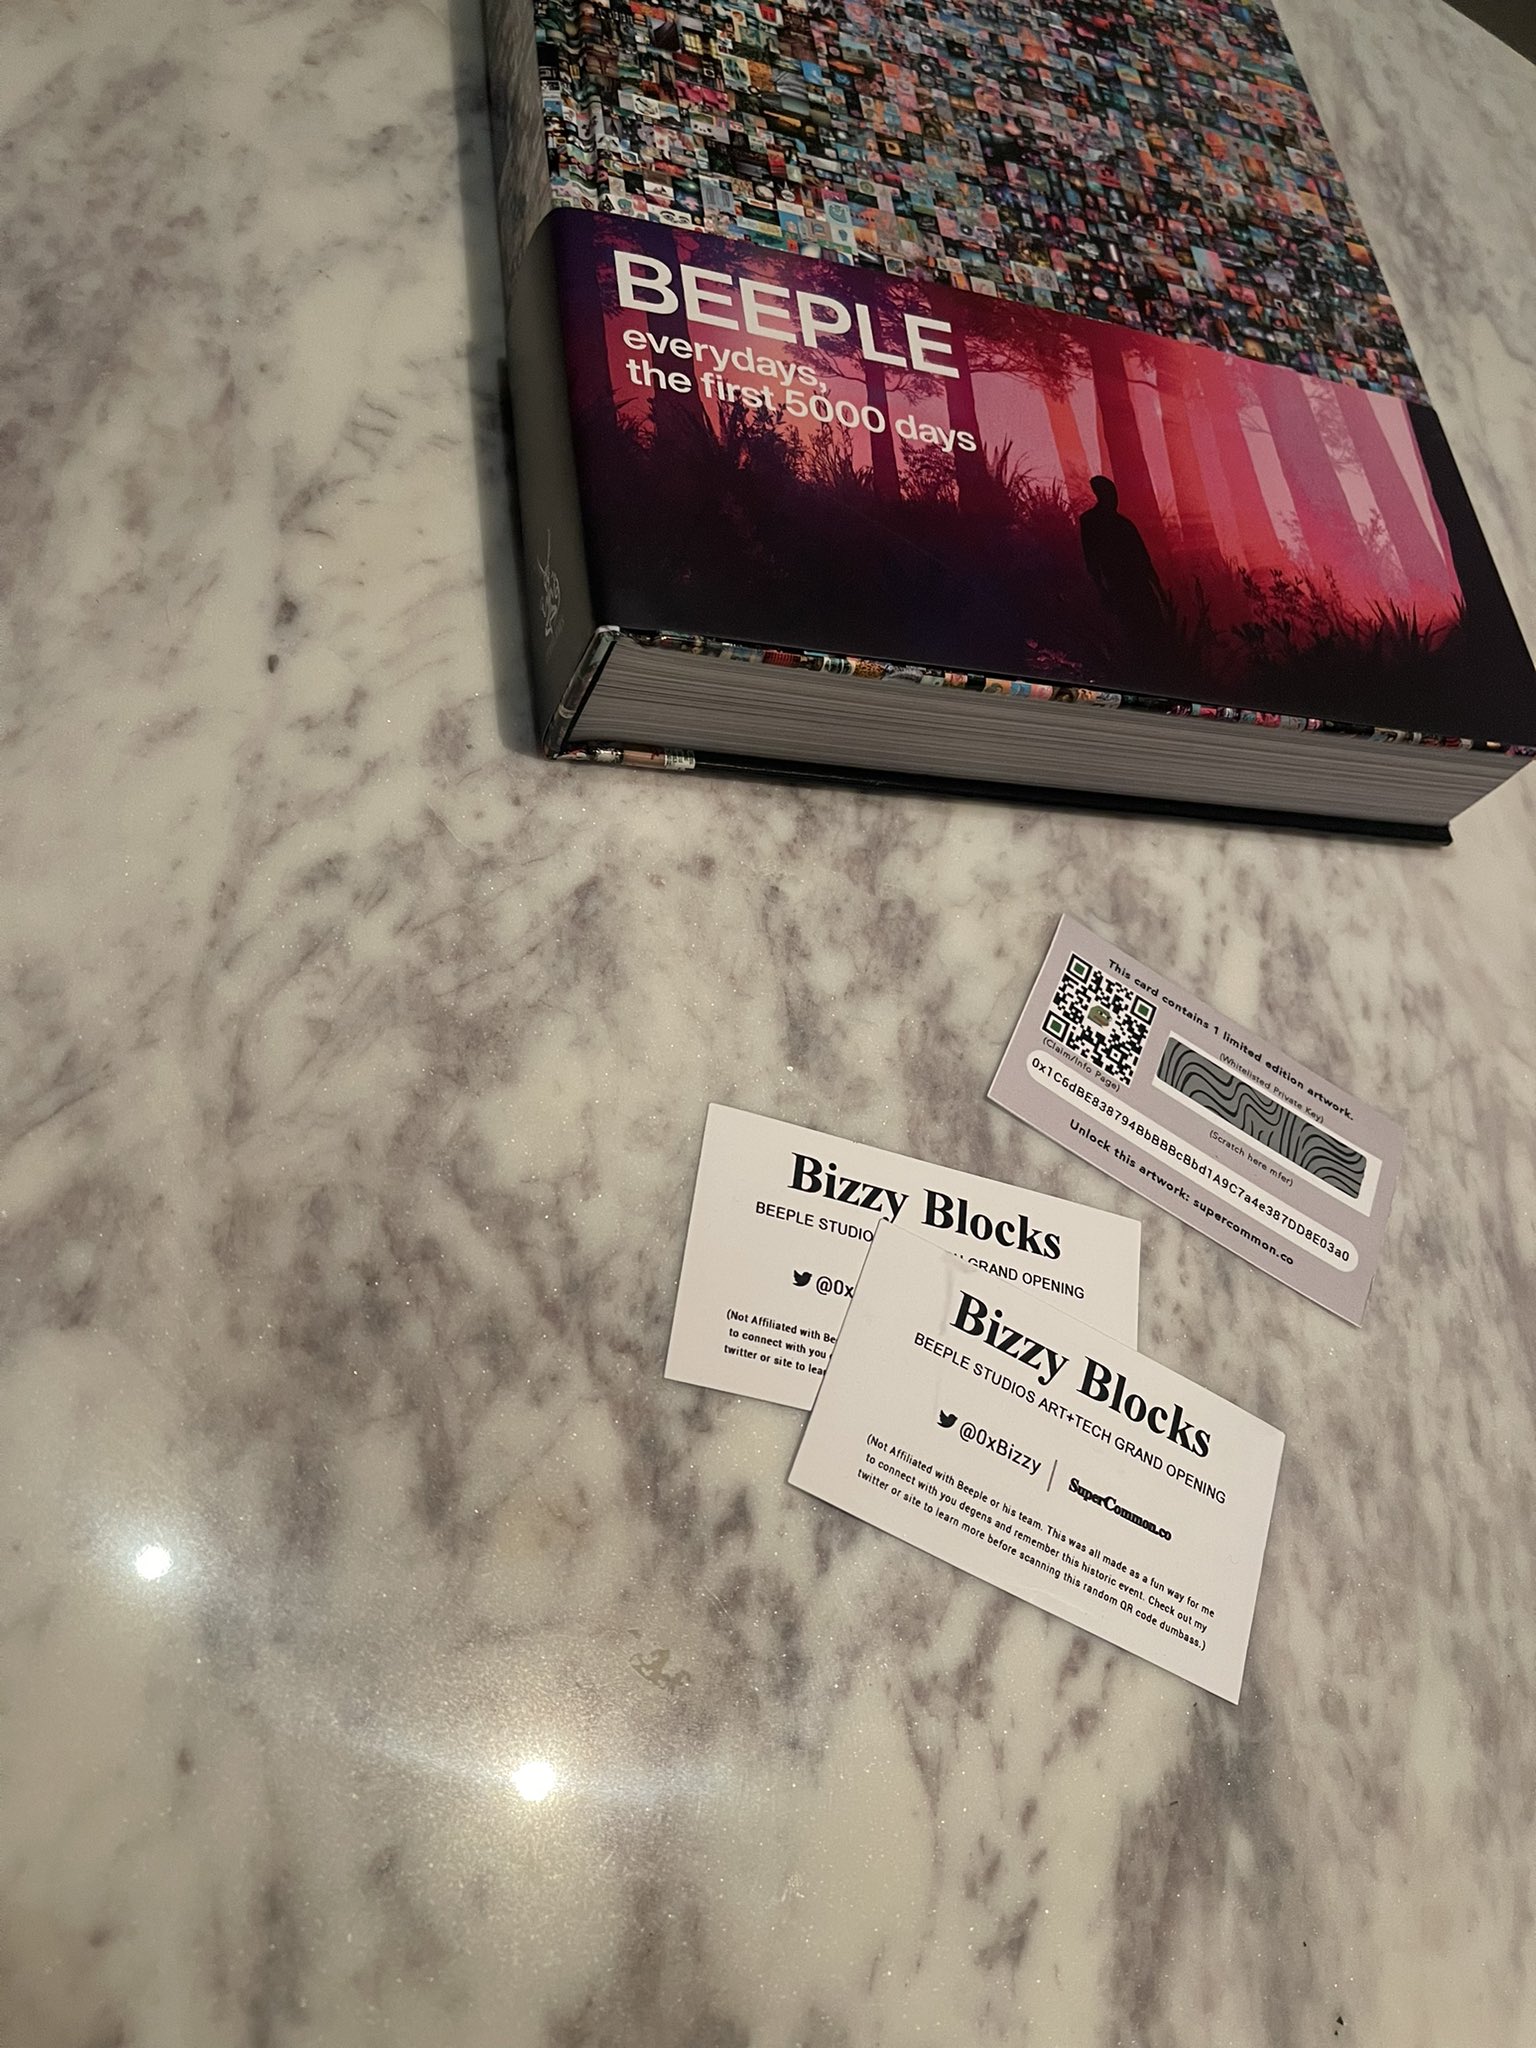 BEEPLE
everydays,
the first 5000 days
This card contains 1 limited edition artwork.
(Whitelisted Private Key)
(Scratch here mfer)
(Claim/Info Page)
0x1C6dBE838794BbBBBcBbd1A9C7a4e387DD8E03a0
Unlock this artwork: supercommon.co
Bizzy Blocks
BEEPLE STUDIO GRAND OPENING
@0x
(Not Affiliated with Be
to connect with you
twitter or site to lear
Bizzy Blocks
BEEPLE STUDIOS ART+TECH GRAND OPENING
@0xBizzy | SuperCommon.co
(Not Affiliated with Beeple or his team. This was all made as a fun way for me
to connect with you degens and remember this historic event. Check out my
twitter or site to learn more before scanning this random QR code dumbass.)